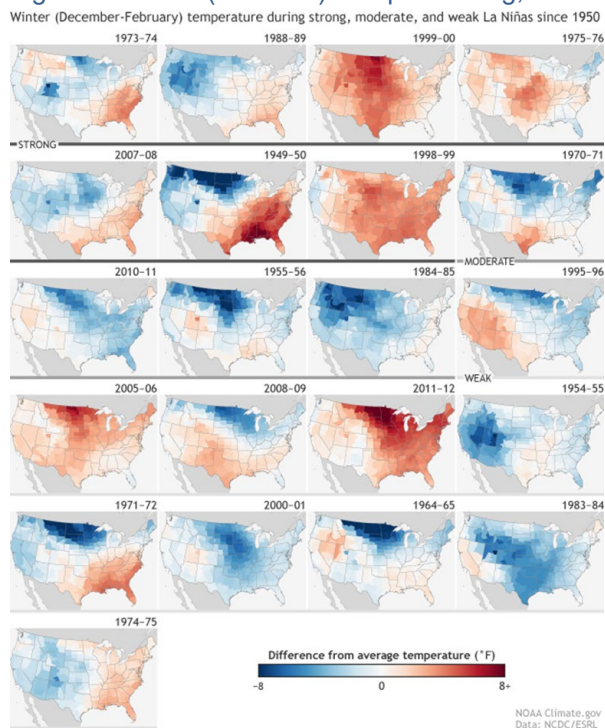 Winter (December-February) temperature during strong, moderate, and weak La Niñas since 1950
1973-74 1988-89 1999-00 1975-76
STRONG
2007-08 1949-50 1998-99 1970-71
MODERATE
2010-11 1955-56 1984-85 1995-96
WEAK
2005-06 2008-09 2011-12 1954-55
1971-72 2000-01 1964-65 1983-84
1974-75
Difference from average temperature (°F)
-8 0 8+
NOAA Climate.gov
Data: NCDC/ESRL